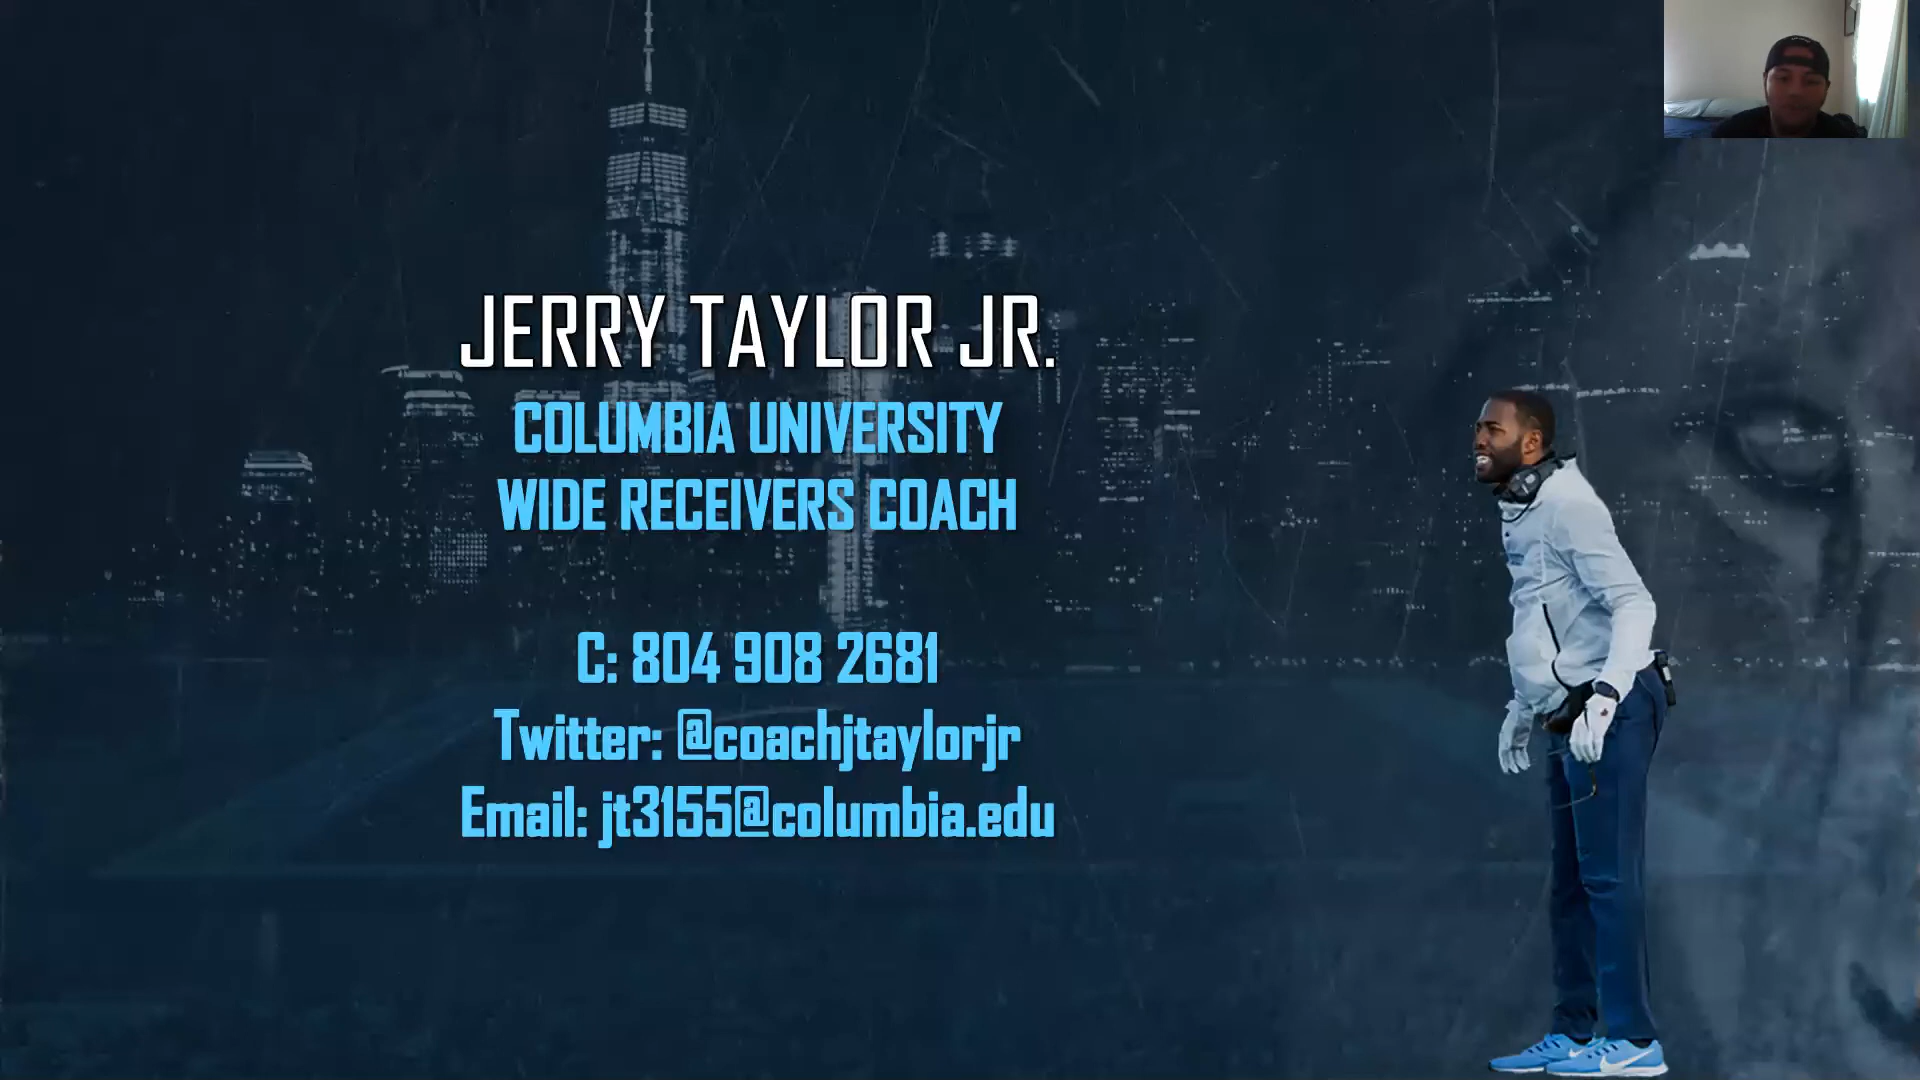 JERRY TAYLOR JR.
COLUMBIA UNIVERSITY
WIDE RECEIVERS COACH
C: 804 908 2681
Twitter: @coachjtaylorjr
Email: jt3155@columbia.edu